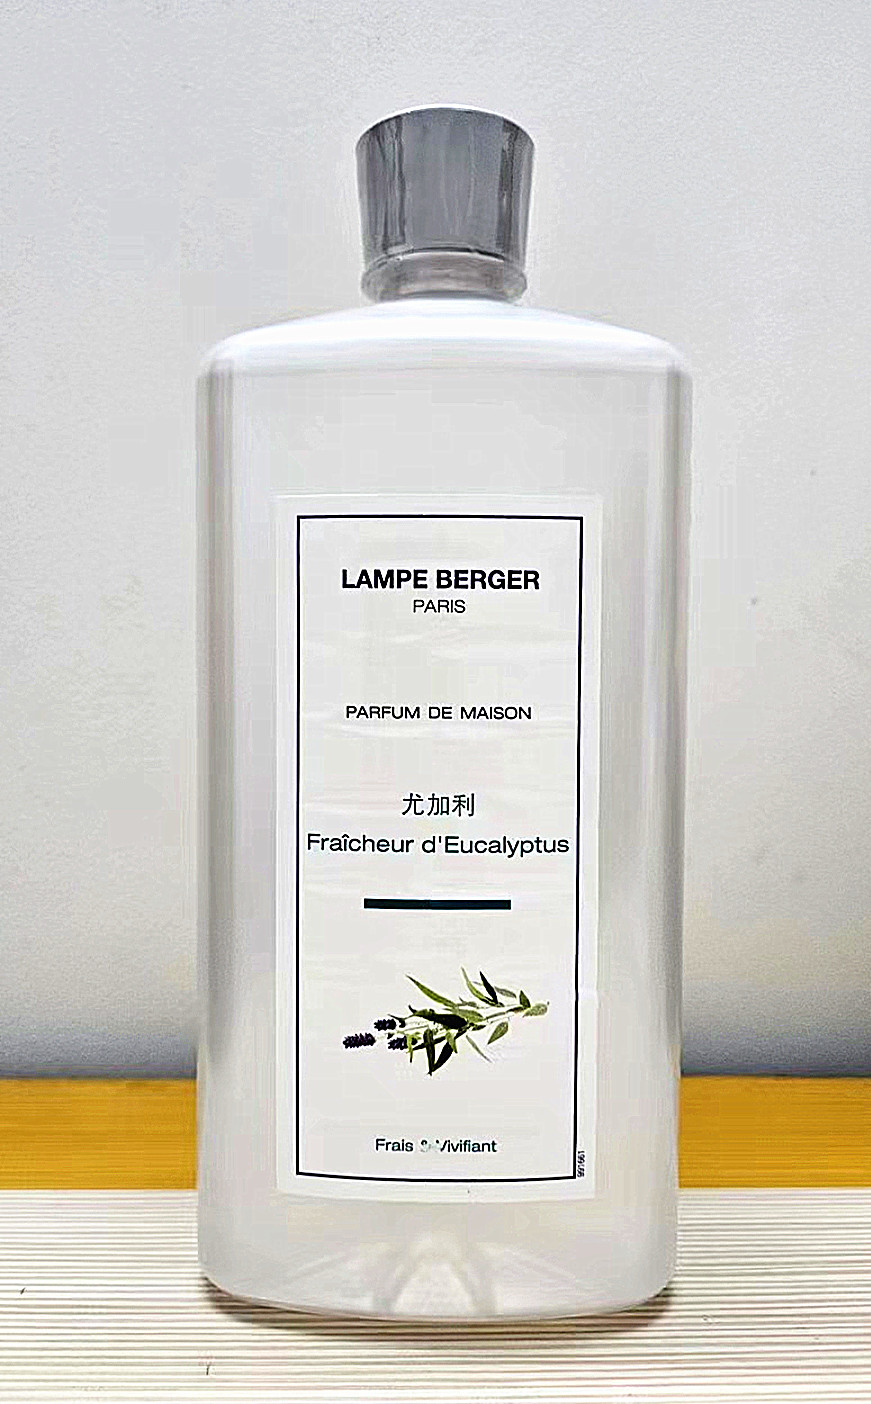 LAMPE BERGER
PARIS
PARFUM DE MAISON
尤加利
Fraîcheur d'Eucalyptus
Frais & Vivifiant